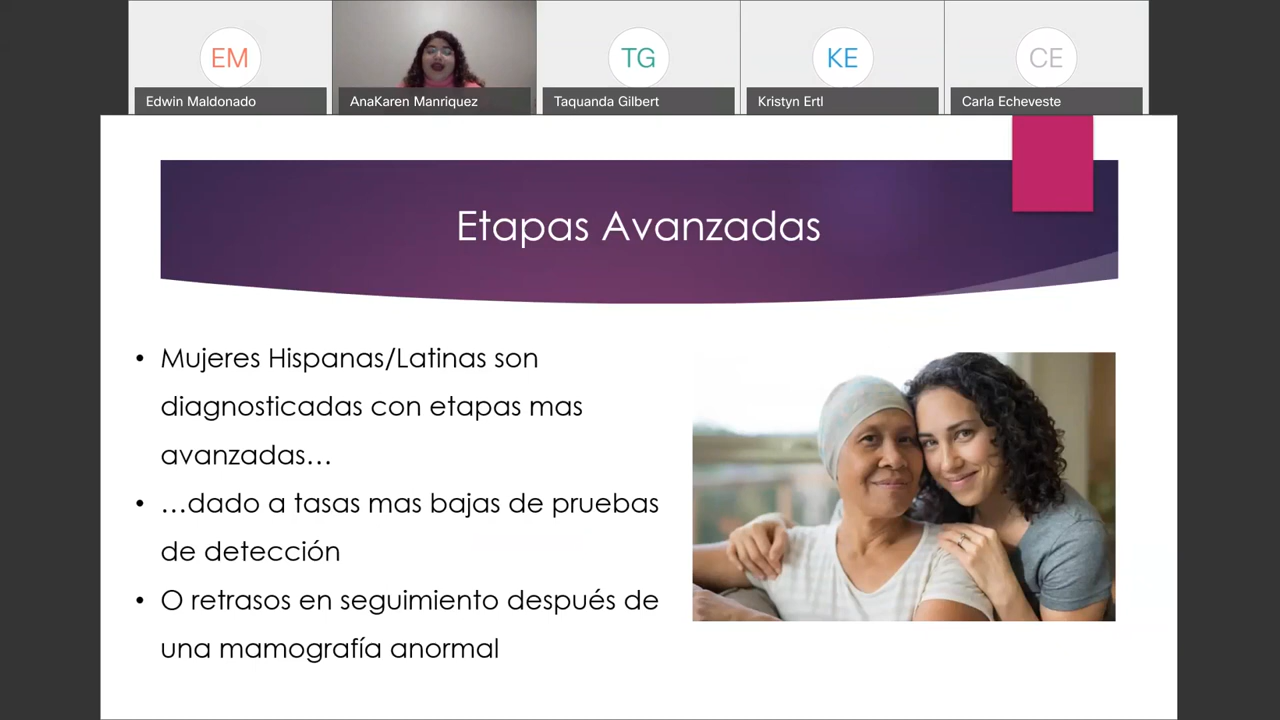 EM
Edwin Maldonado
AnaKaren Manriquez
TG
Taquanda Gilbert
KE
Kristyn Ertl
CE
Carla Echeveste
Etapas Avanzadas
• Mujeres Hispanas/Latinas son
diagnosticadas con etapas mas
avanzadas…
• …dado a tasas mas bajas de pruebas
de detección
• O retrasos en seguimiento después de
una mamografía anormal